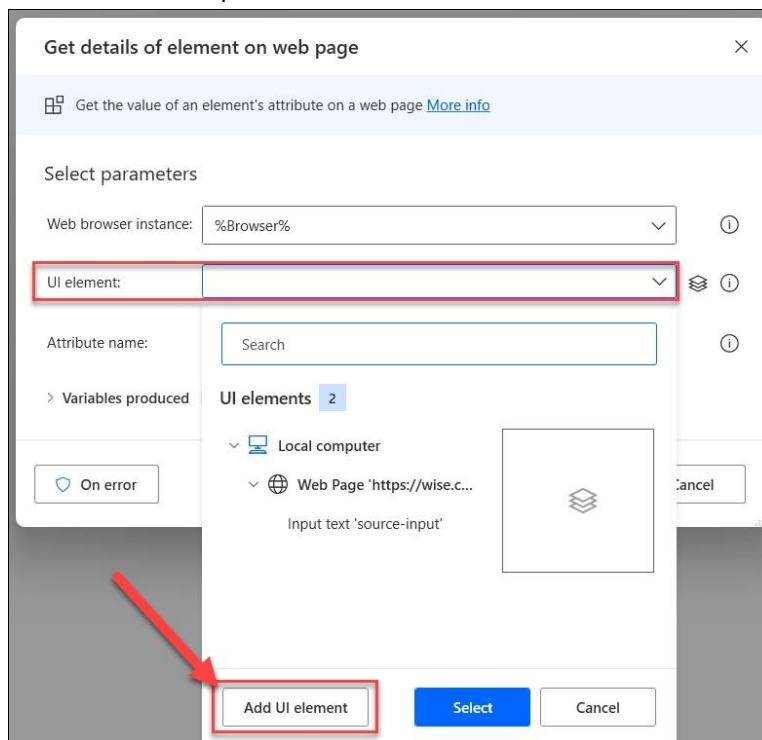 Get details of element on web page
Get the value of an element's attribute on a web page More info
Select parameters
Web browser instance: %Browser%
UI element:
Attribute name:
Search
Variables produced
UI elements 2
Local computer
Web Page 'https://wise.c...
Input text 'source-input'
On error
Cancel
Add UI element
Select
Cancel